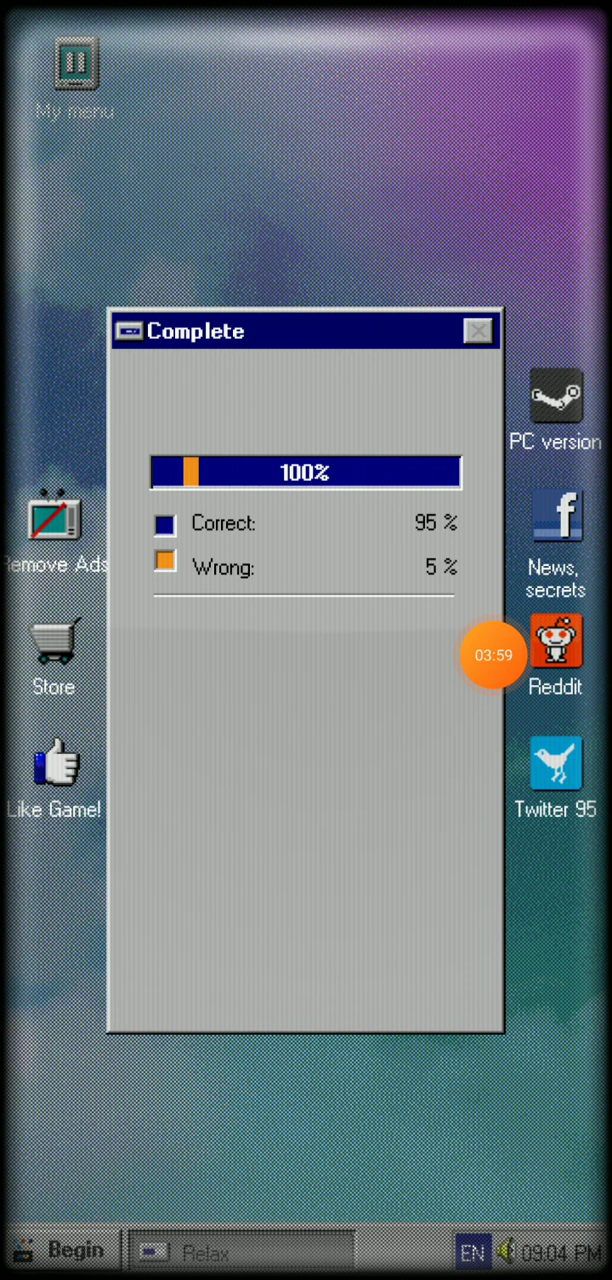 My menu
Complete
PC version
100%
Correct: 95 %
Wrong: 5 %
Remove Ads
News,
secrets
03:59
Store
Reddit
Like Game!
Twitter 95
Begin
Relax
EN
09:04 PM